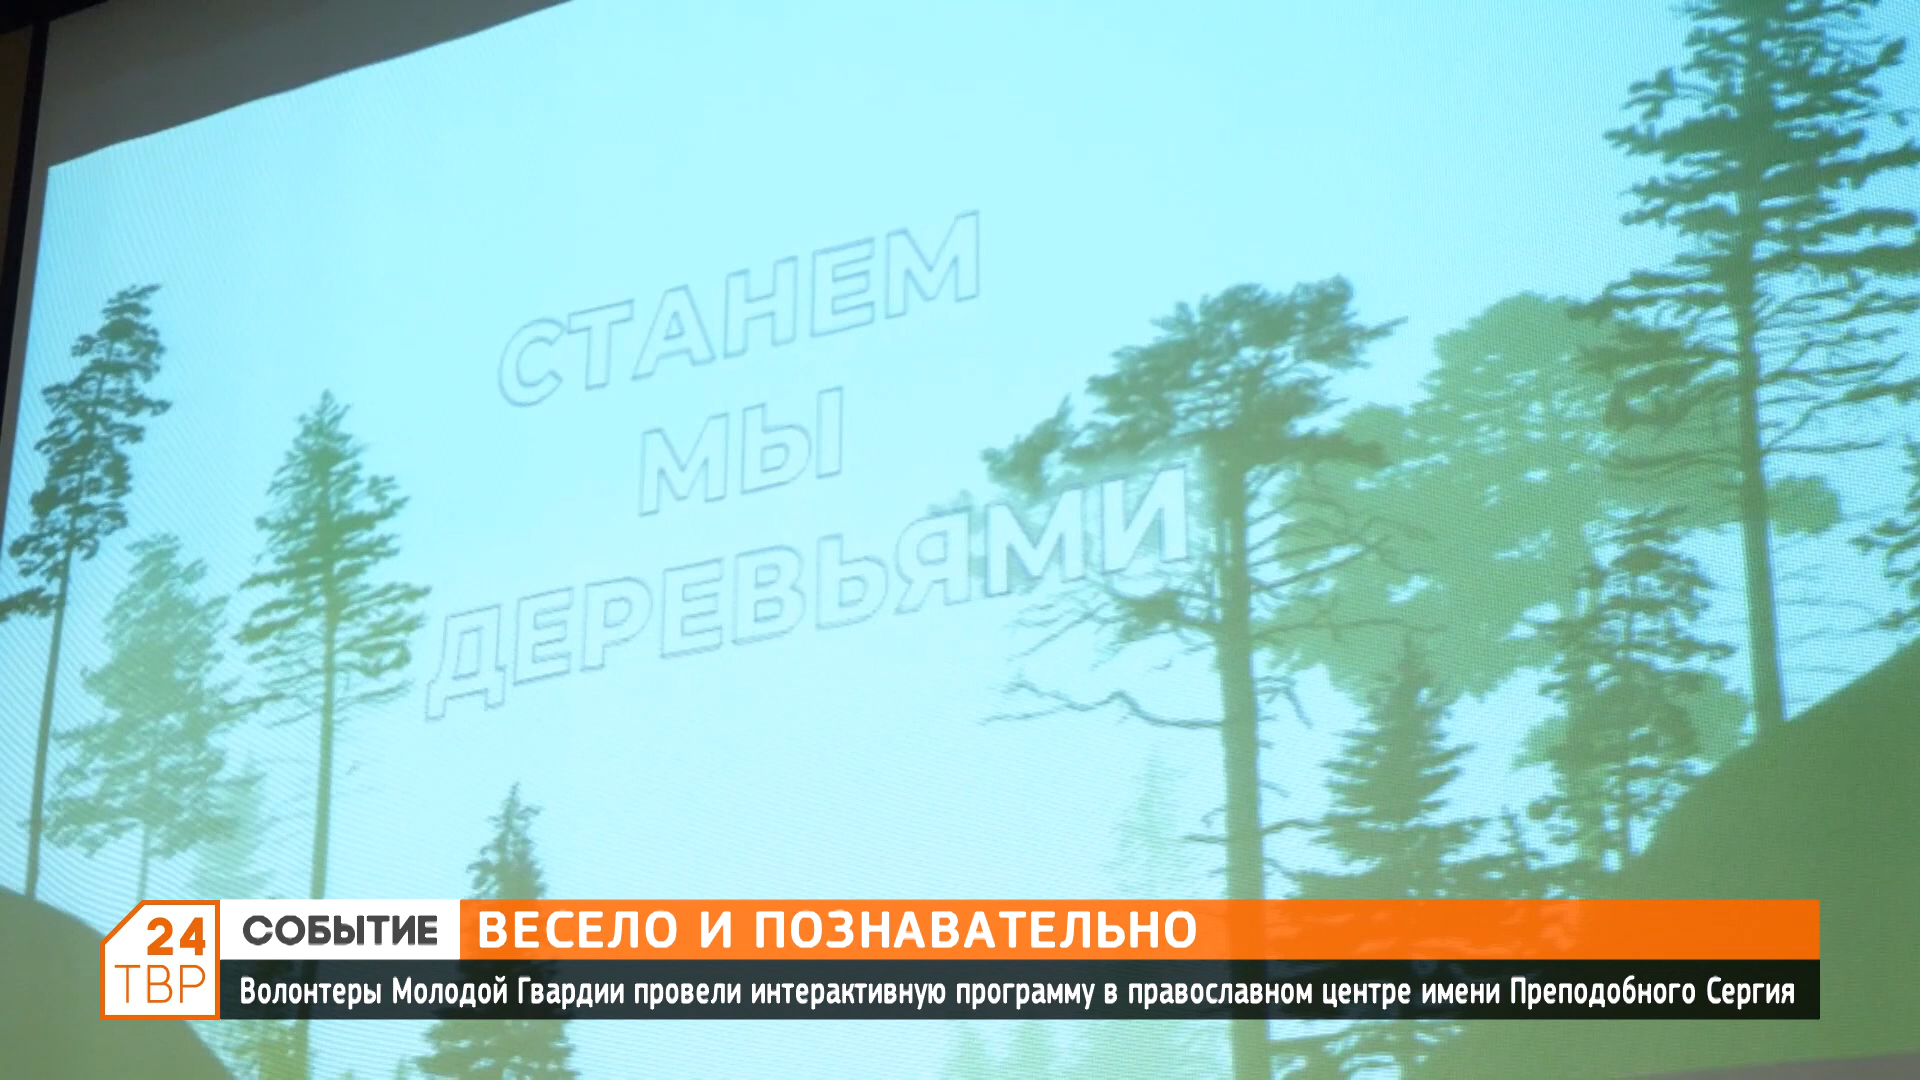 СТАНЕМ
МЫ
ДЕРЕВЬЯМИ
24
ТВР
СОБЫТИЕ
ВЕСЕЛО И ПОЗНАВАТЕЛЬНО
Волонтеры Молодой Гвардии провели интерактивную программу в православном центре имени Преподобного Сергия